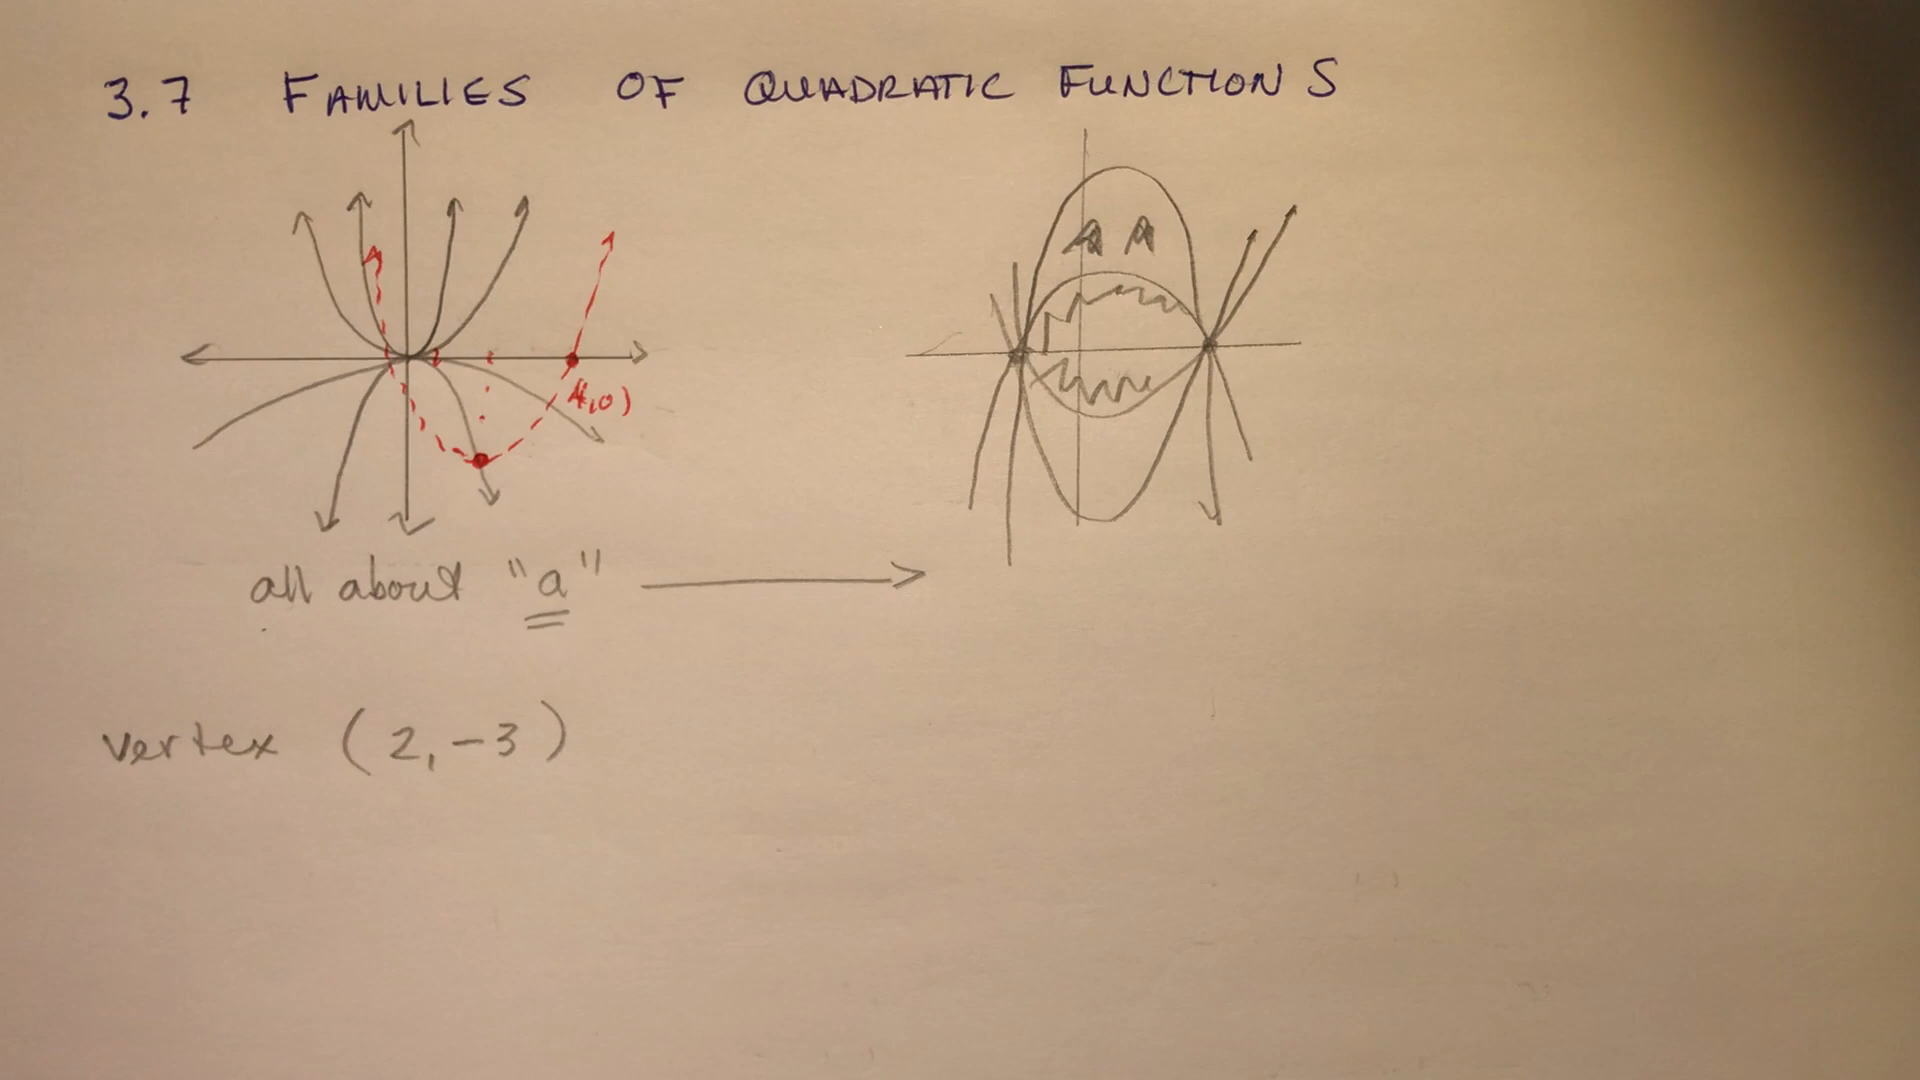 3.7 FAMILIES OF QUADRATIC FUNCTIONS
(4,0)
all about "a"
vertex (2,-3)